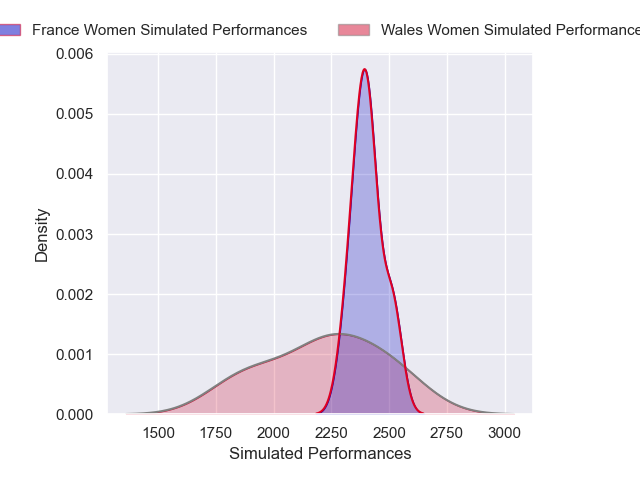 France Women Simulated Performances
Wales Women Simulated Performance
0.006
0.005
0.004
0.003
0.002
0.001
0.000
Density
1500 1750 2000 2250 2500 2750 3000
Simulated Performances